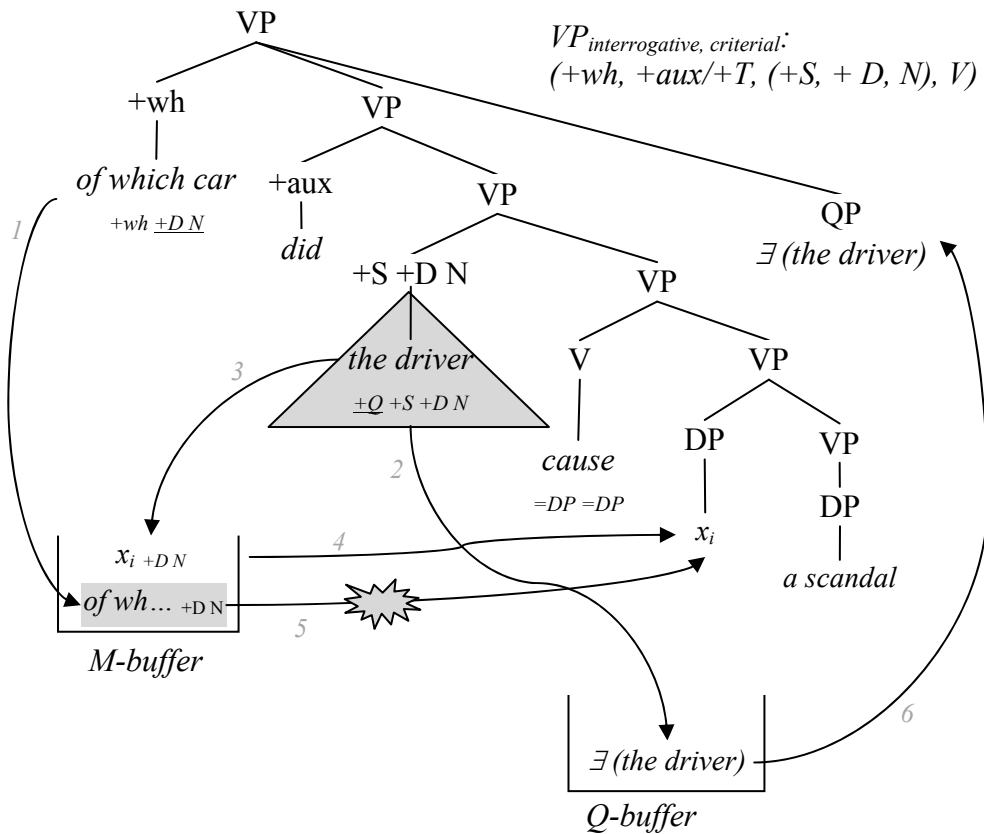 VP
VP interrogative, criterial:
(+wh, +aux/+T, (+S, + D, N), V)
+wh
VP
of which car
+aux
VP
1
+wh +D N
did
QP
∃ (the driver)
+S +D N
VP
the driver
V
VP
3
+Q +S +D N
2
cause
DP
VP
=DP =DP
DP
xi +D N
4
xi
a scandal
of wh… +D N
5
M-buffer
6
∃ (the driver)
Q-buffer